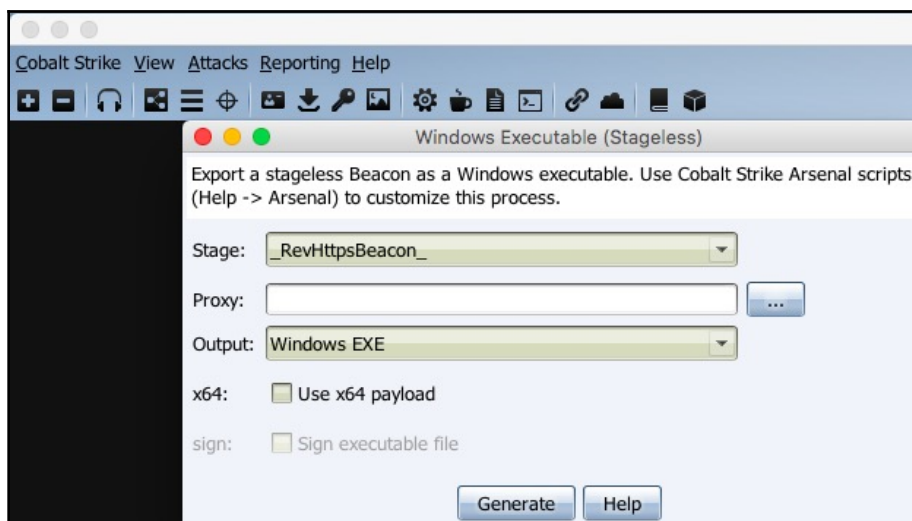 Cobalt Strike View Attacks Reporting Help
Windows Executable (Stageless)
Export a stageless Beacon as a Windows executable. Use Cobalt Strike Arsenal scripts
(Help -> Arsenal) to customize this process.
Stage: _RevHttpsBeacon_
Proxy: ...
Output: Windows EXE
x64: Use x64 payload
sign: Sign executable file
Generate Help